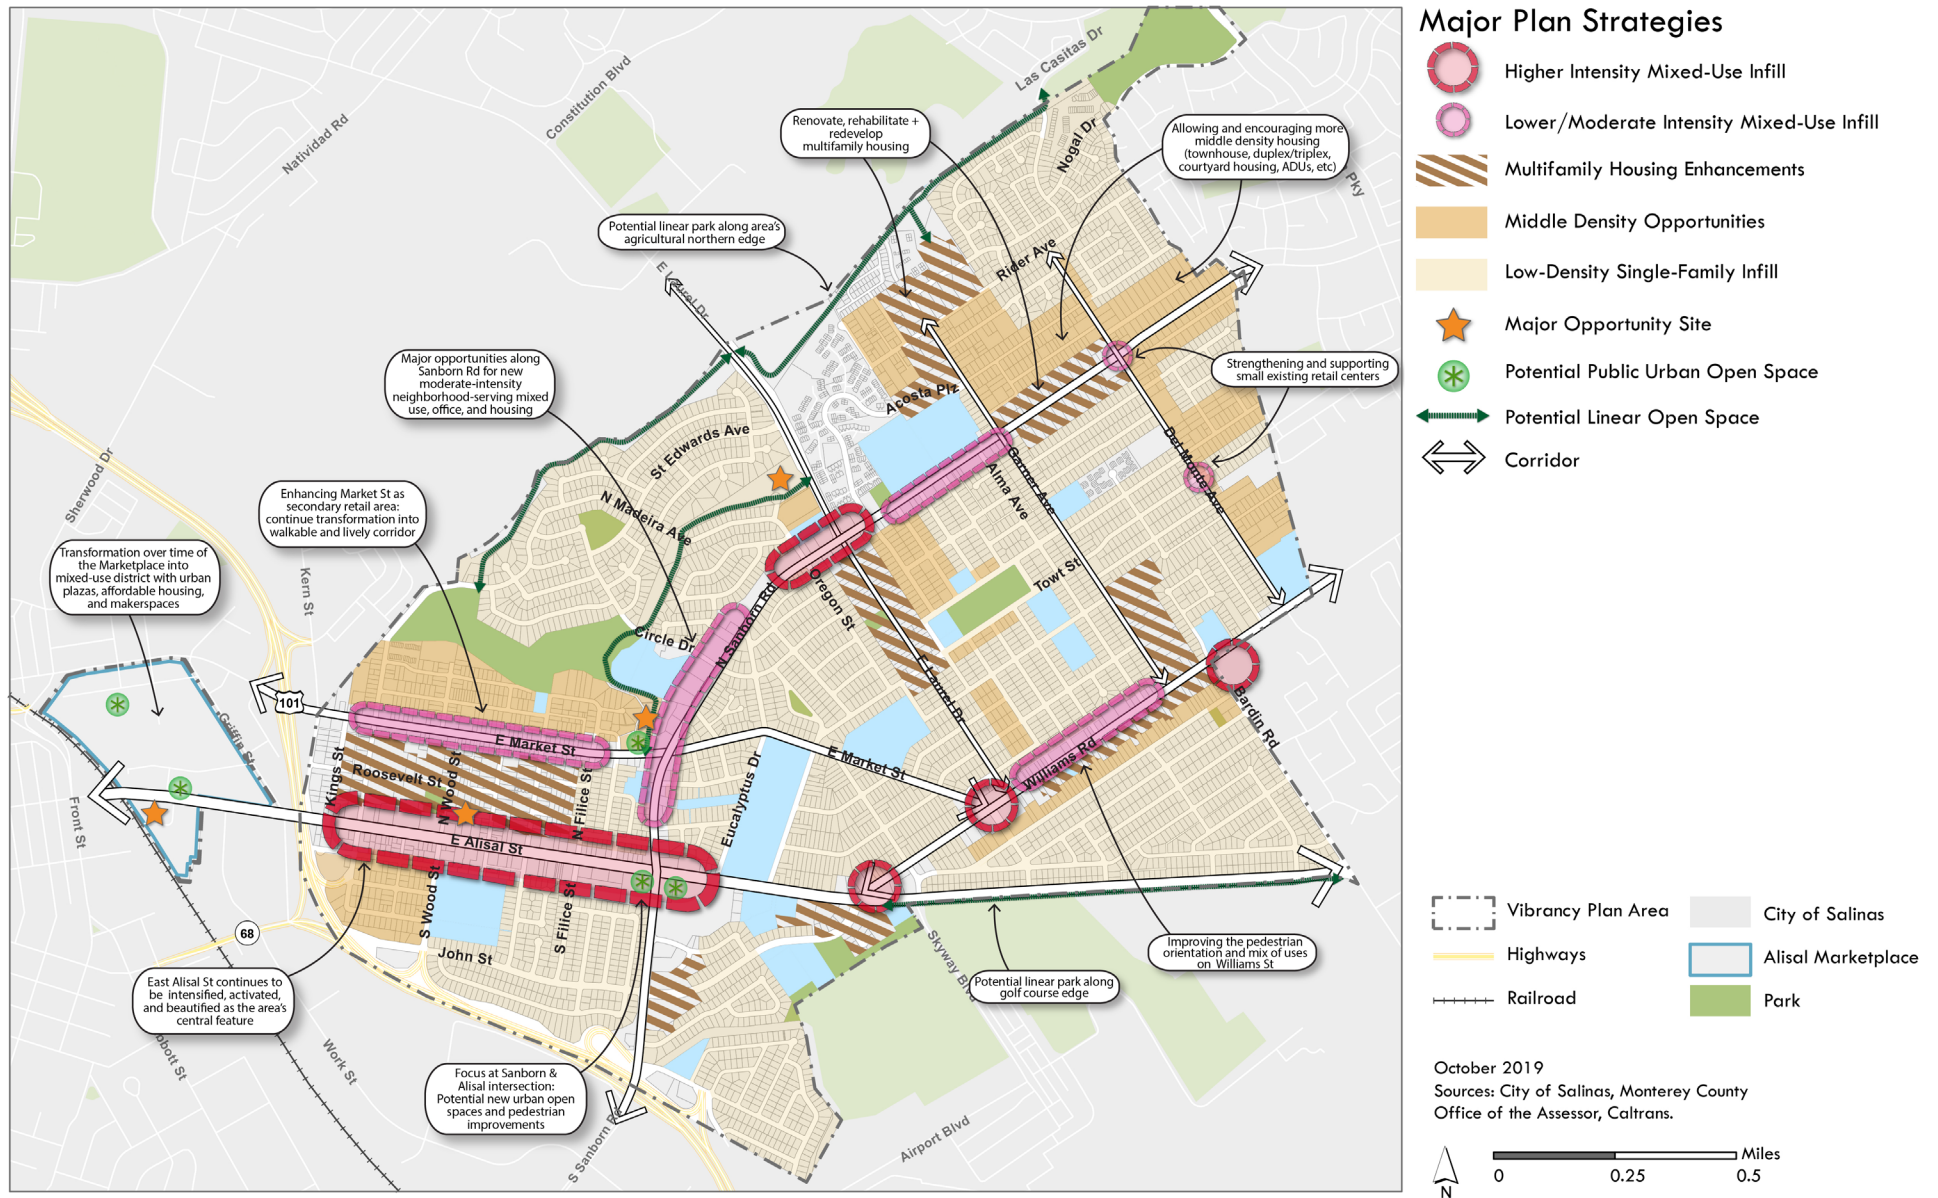 Major Plan Strategies
Higher Intensity Mixed-Use Infill
Lower/Moderate Intensity Mixed-Use Infill
Multifamily Housing Enhancements
Middle Density Opportunities
Low-Density Single-Family Infill
Major Opportunity Site
Potential Public Urban Open Space
Potential Linear Open Space
Corridor
Vibrancy Plan Area
Highways
Railroad
City of Salinas
Alisal Marketplace
Park
October 2019
Sources: City of Salinas, Monterey County
Office of the Assessor, Caltrans.
Miles
0
0.25
0.5
N
Las Casitas Dr
Constitution Blvd
Natividad Rd
Nogal Dr
Pky
Renovate, rehabilitate +
redevelop
multifamily housing
Allowing and encouraging more
middle density housing
(townhouse, duplex/triplex,
courtyard housing, ADUs, etc)
Potential linear park along area's
agricultural northern edge
E Laurel Dr
Rider Ave
Major opportunities along
Sanborn Rd for new
moderate-intensity
neighborhood-serving mixed
use, office, and housing
Strengthening and supporting
small existing retail centers
Acosta Plz
St Edwards Ave
N Madeira Ave
Del Monte Ave
Garner Ave
Alma Ave
Sherwood Dr
Enhancing Market St as
secondary retail area:
continue transformation into
walkable and lively corridor
Transformation over time of
the Marketplace into
mixed-use district with urban
plazas, affordable housing,
and makerspaces
Kern St
Towt St
Oregon St
N Sanborn Rd
Circle Dr
E Laurel Dr
Bardin Rd
101
Griffin St
E Market St
E Market St
Williams Rd
Kings St
Roosevelt St
N Wood St
N Filice St
Eucalyptus Dr
Front St
E Alisal St
S Wood St
S Filice St
68
John St
Skyway Blvd
Improving the pedestrian
orientation and mix of uses
on Williams St
Potential linear park along
golf course edge
East Alisal St continues to
be intensified, activated,
and beautified as the area's
central feature
bbott St
Work St
Focus at Sanborn &
Alisal intersection:
Potential new urban open
spaces and pedestrian
improvements
S Sanborn Rd
Airport Blvd